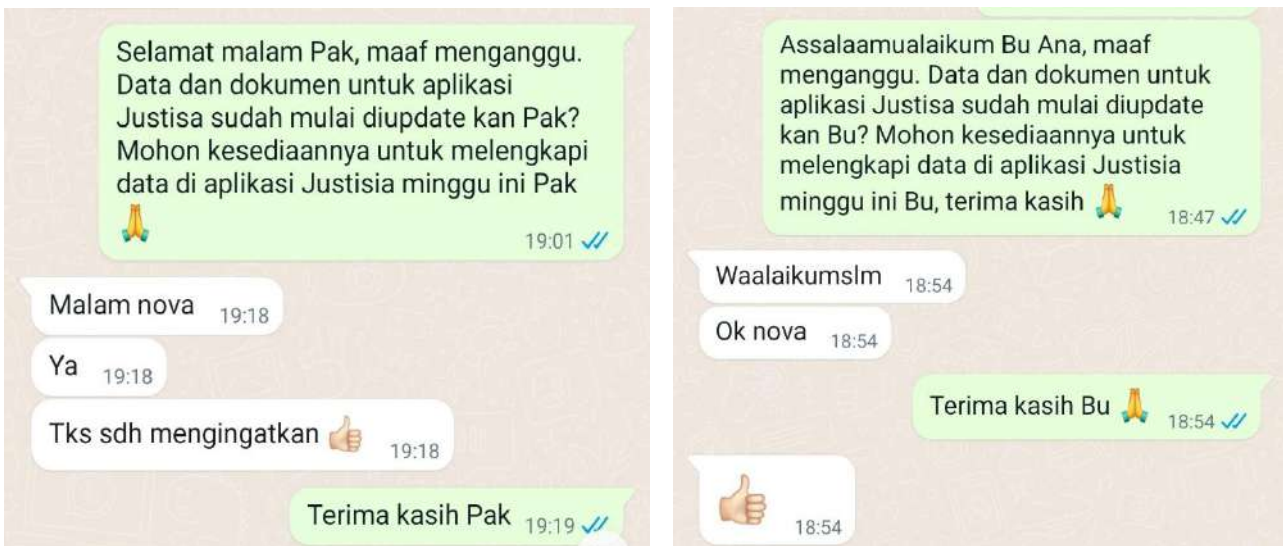 Selamat malam Pak, maaf menganggu.
Data dan dokumen untuk aplikasi
Justisa sudah mulai diupdate kan Pak?
Mohon kesediaannya untuk melengkapi
data di aplikasi Justisia minggu ini Pak
🙏
19:01
Malam nova 19:18
Ya 19:18
Tks sdh mengingatkan 👍🏻 19:18
Terima kasih Pak 19:19
Assalaamualaikum Bu Ana, maaf
menganggu. Data dan dokumen untuk
aplikasi Justisa sudah mulai diupdate
kan Bu? Mohon kesediaannya untuk
melengkapi data di aplikasi Justisia
minggu ini Bu, terima kasih 🙏 18:47
Waalaikumslm 18:54
Ok nova 18:54
Terima kasih Bu 🙏 18:54
👍🏻 18:54